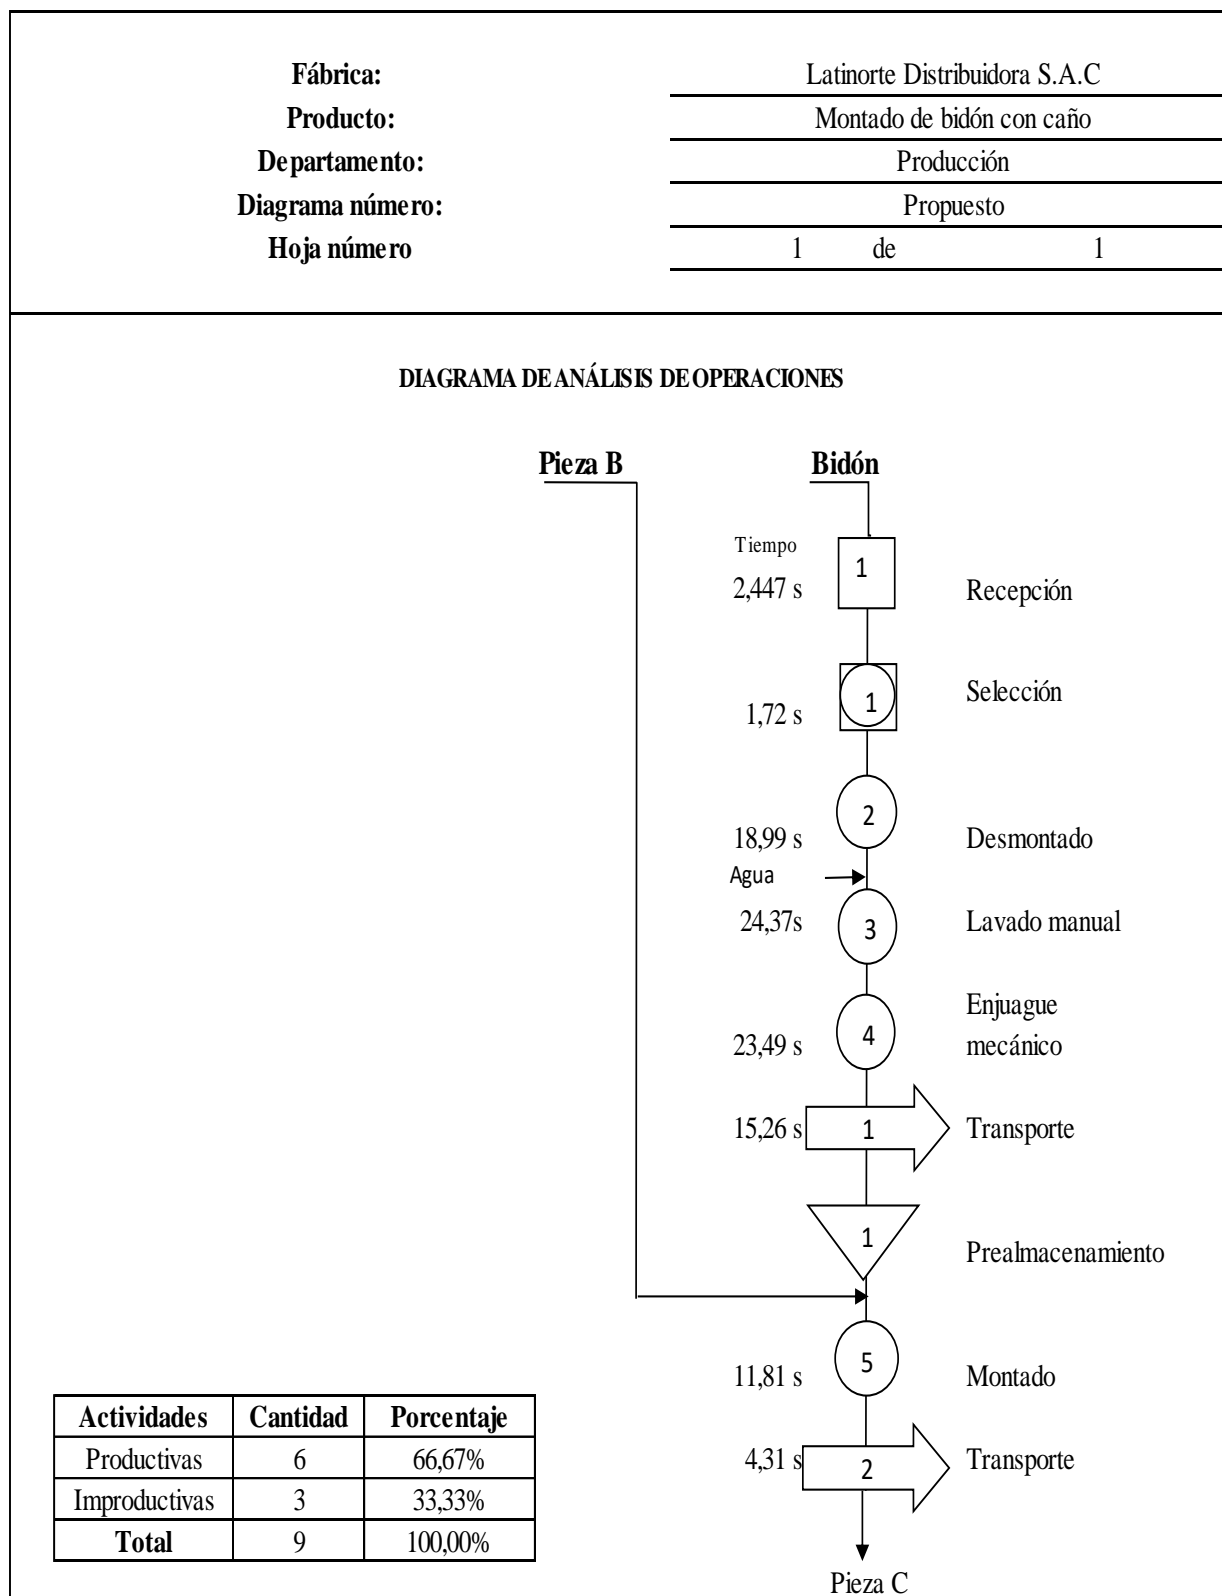 Fábrica: Latinorte Distribuidora S.A.C
Producto: Montado de bidón con caño
Departamento: Producción
Diagrama número: Propuesto
Hoja número 1 de 1
DIAGRAMA DE ANÁLISIS DE OPERACIONES
Pieza B Bidón
Tiempo
1
2,447 s Recepción
1 Selección
1,72 s
2
18,99 s Desmontado
Agua
24,37s 3 Lavado manual
Enjuague
4
23,49 s mecánico
15,26 s 1 Transporte
1
Prealmacenamiento
5
11,81 s Montado
4,31 s 2 Transporte
Actividades Cantidad Porcentaje
Productivas 6 66,67%
Improductivas 3 33,33%
Total 9 100,00%
Pieza C